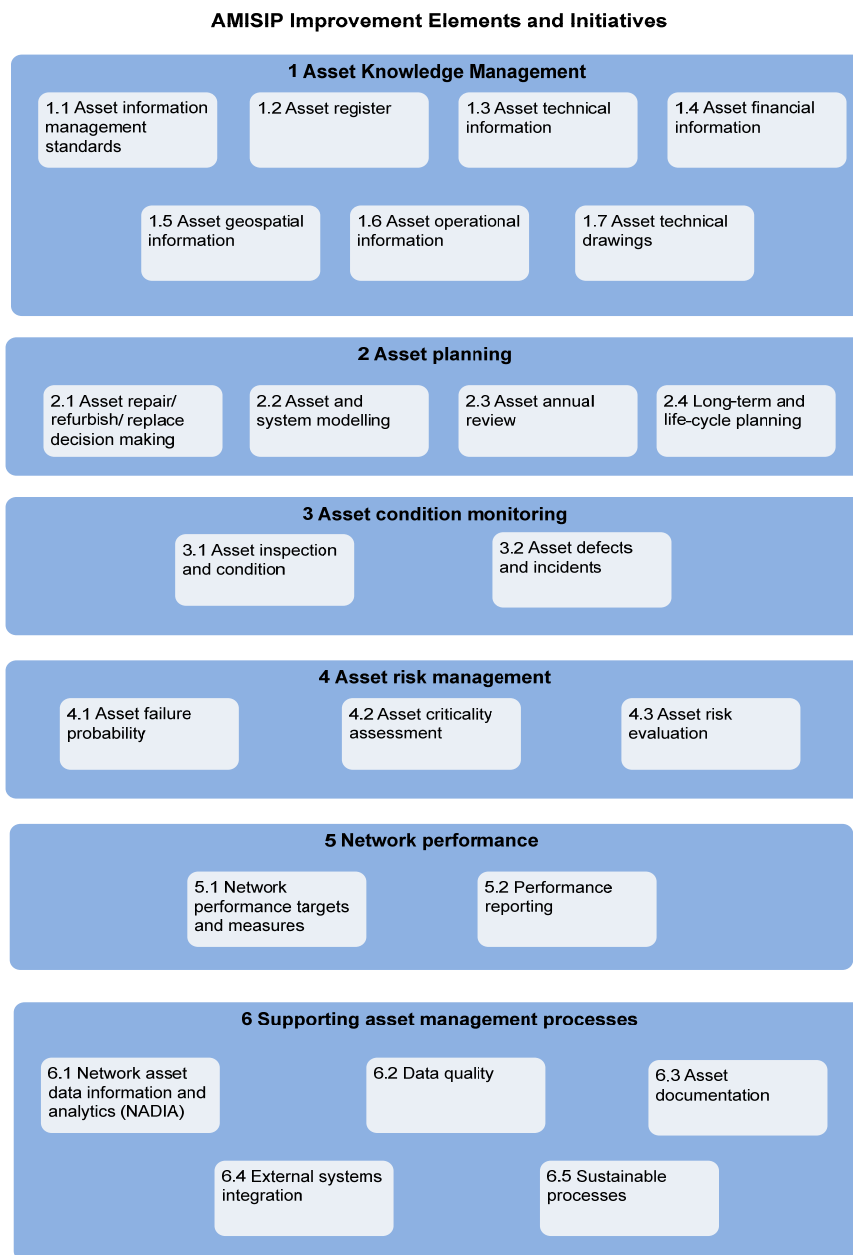 AMISIP Improvement Elements and Initiatives
1 Asset Knowledge Management
1.1 Asset information
management
standards
1.2 Asset register
1.3 Asset technical
information
1.4 Asset financial
information
1.5 Asset geospatial
information
1.6 Asset operational
information
1.7 Asset technical
drawings
2 Asset planning
2.1 Asset repair/
refurbish/ replace
decision making
2.2 Asset and
system modelling
2.3 Asset annual
review
2.4 Long-term and
life-cycle planning
3 Asset condition monitoring
3.1 Asset inspection
and condition
3.2 Asset defects
and incidents
4 Asset risk management
4.1 Asset failure
probability
4.2 Asset criticality
assessment
4.3 Asset risk
evaluation
5 Network performance
5.1 Network
performance targets
and measures
5.2 Performance
reporting
6 Supporting asset management processes
6.1 Network asset
data information and
analytics (NADIA)
6.2 Data quality
6.3 Asset
documentation
6.4 External systems
integration
6.5 Sustainable
processes